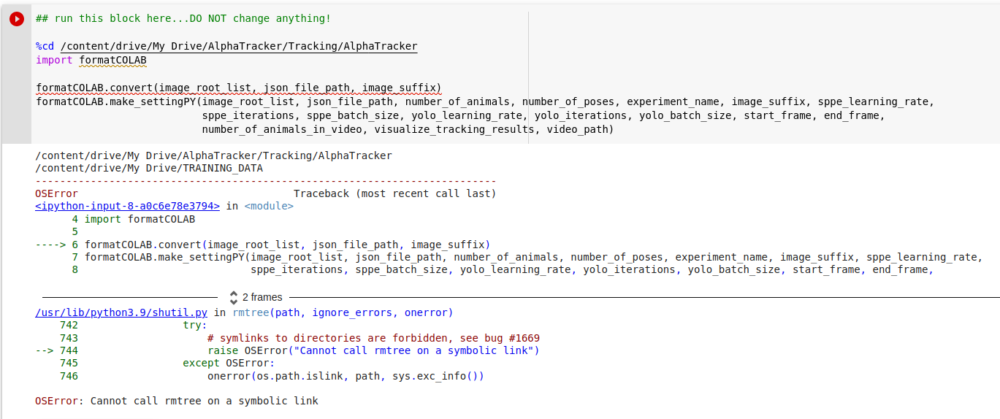 ## run this block here...DO NOT change anything!
%cd /content/drive/My Drive/AlphaTracker/Tracking/AlphaTracker
import formatCOLAB
formatCOLAB.convert(image_root_list, json_file_path, image_suffix)
formatCOLAB.make_settingPY(image_root_list, json_file_path, number_of_animals, number_of_poses, experiment_name, image_suffix, sppe_learning_rate,
sppe_iterations, sppe_batch_size, yolo_learning_rate, yolo_iterations, yolo_batch_size, start_frame, end_frame,
number_of_animals_in_video, visualize_tracking_results, video_path)
/content/drive/My Drive/AlphaTracker/Tracking/AlphaTracker
/content/drive/My Drive/TRAINING_DATA
---------------------------------------------------------------------------
OSError Traceback (most recent call last)
<ipython-input-8-a0c6e78e3794> in <module>
4 import formatCOLAB
5
----> 6 formatCOLAB.convert(image_root_list, json_file_path, image_suffix)
7 formatCOLAB.make_settingPY(image_root_list, json_file_path, number_of_animals, number_of_poses, experiment_name, image_suffix, sppe_learning_rate,
8 sppe_iterations, sppe_batch_size, yolo_learning_rate, yolo_iterations, yolo_batch_size, start_frame, end_frame,
2 frames
/usr/lib/python3.9/shutil.py in rmtree(path, ignore_errors, onerror)
742 try:
743 # symlinks to directories are forbidden, see bug #1669
--> 744 raise OSError("Cannot call rmtree on a symbolic link")
745 except OSError:
746 onerror(os.path.islink, path, sys.exc_info())
OSError: Cannot call rmtree on a symbolic link